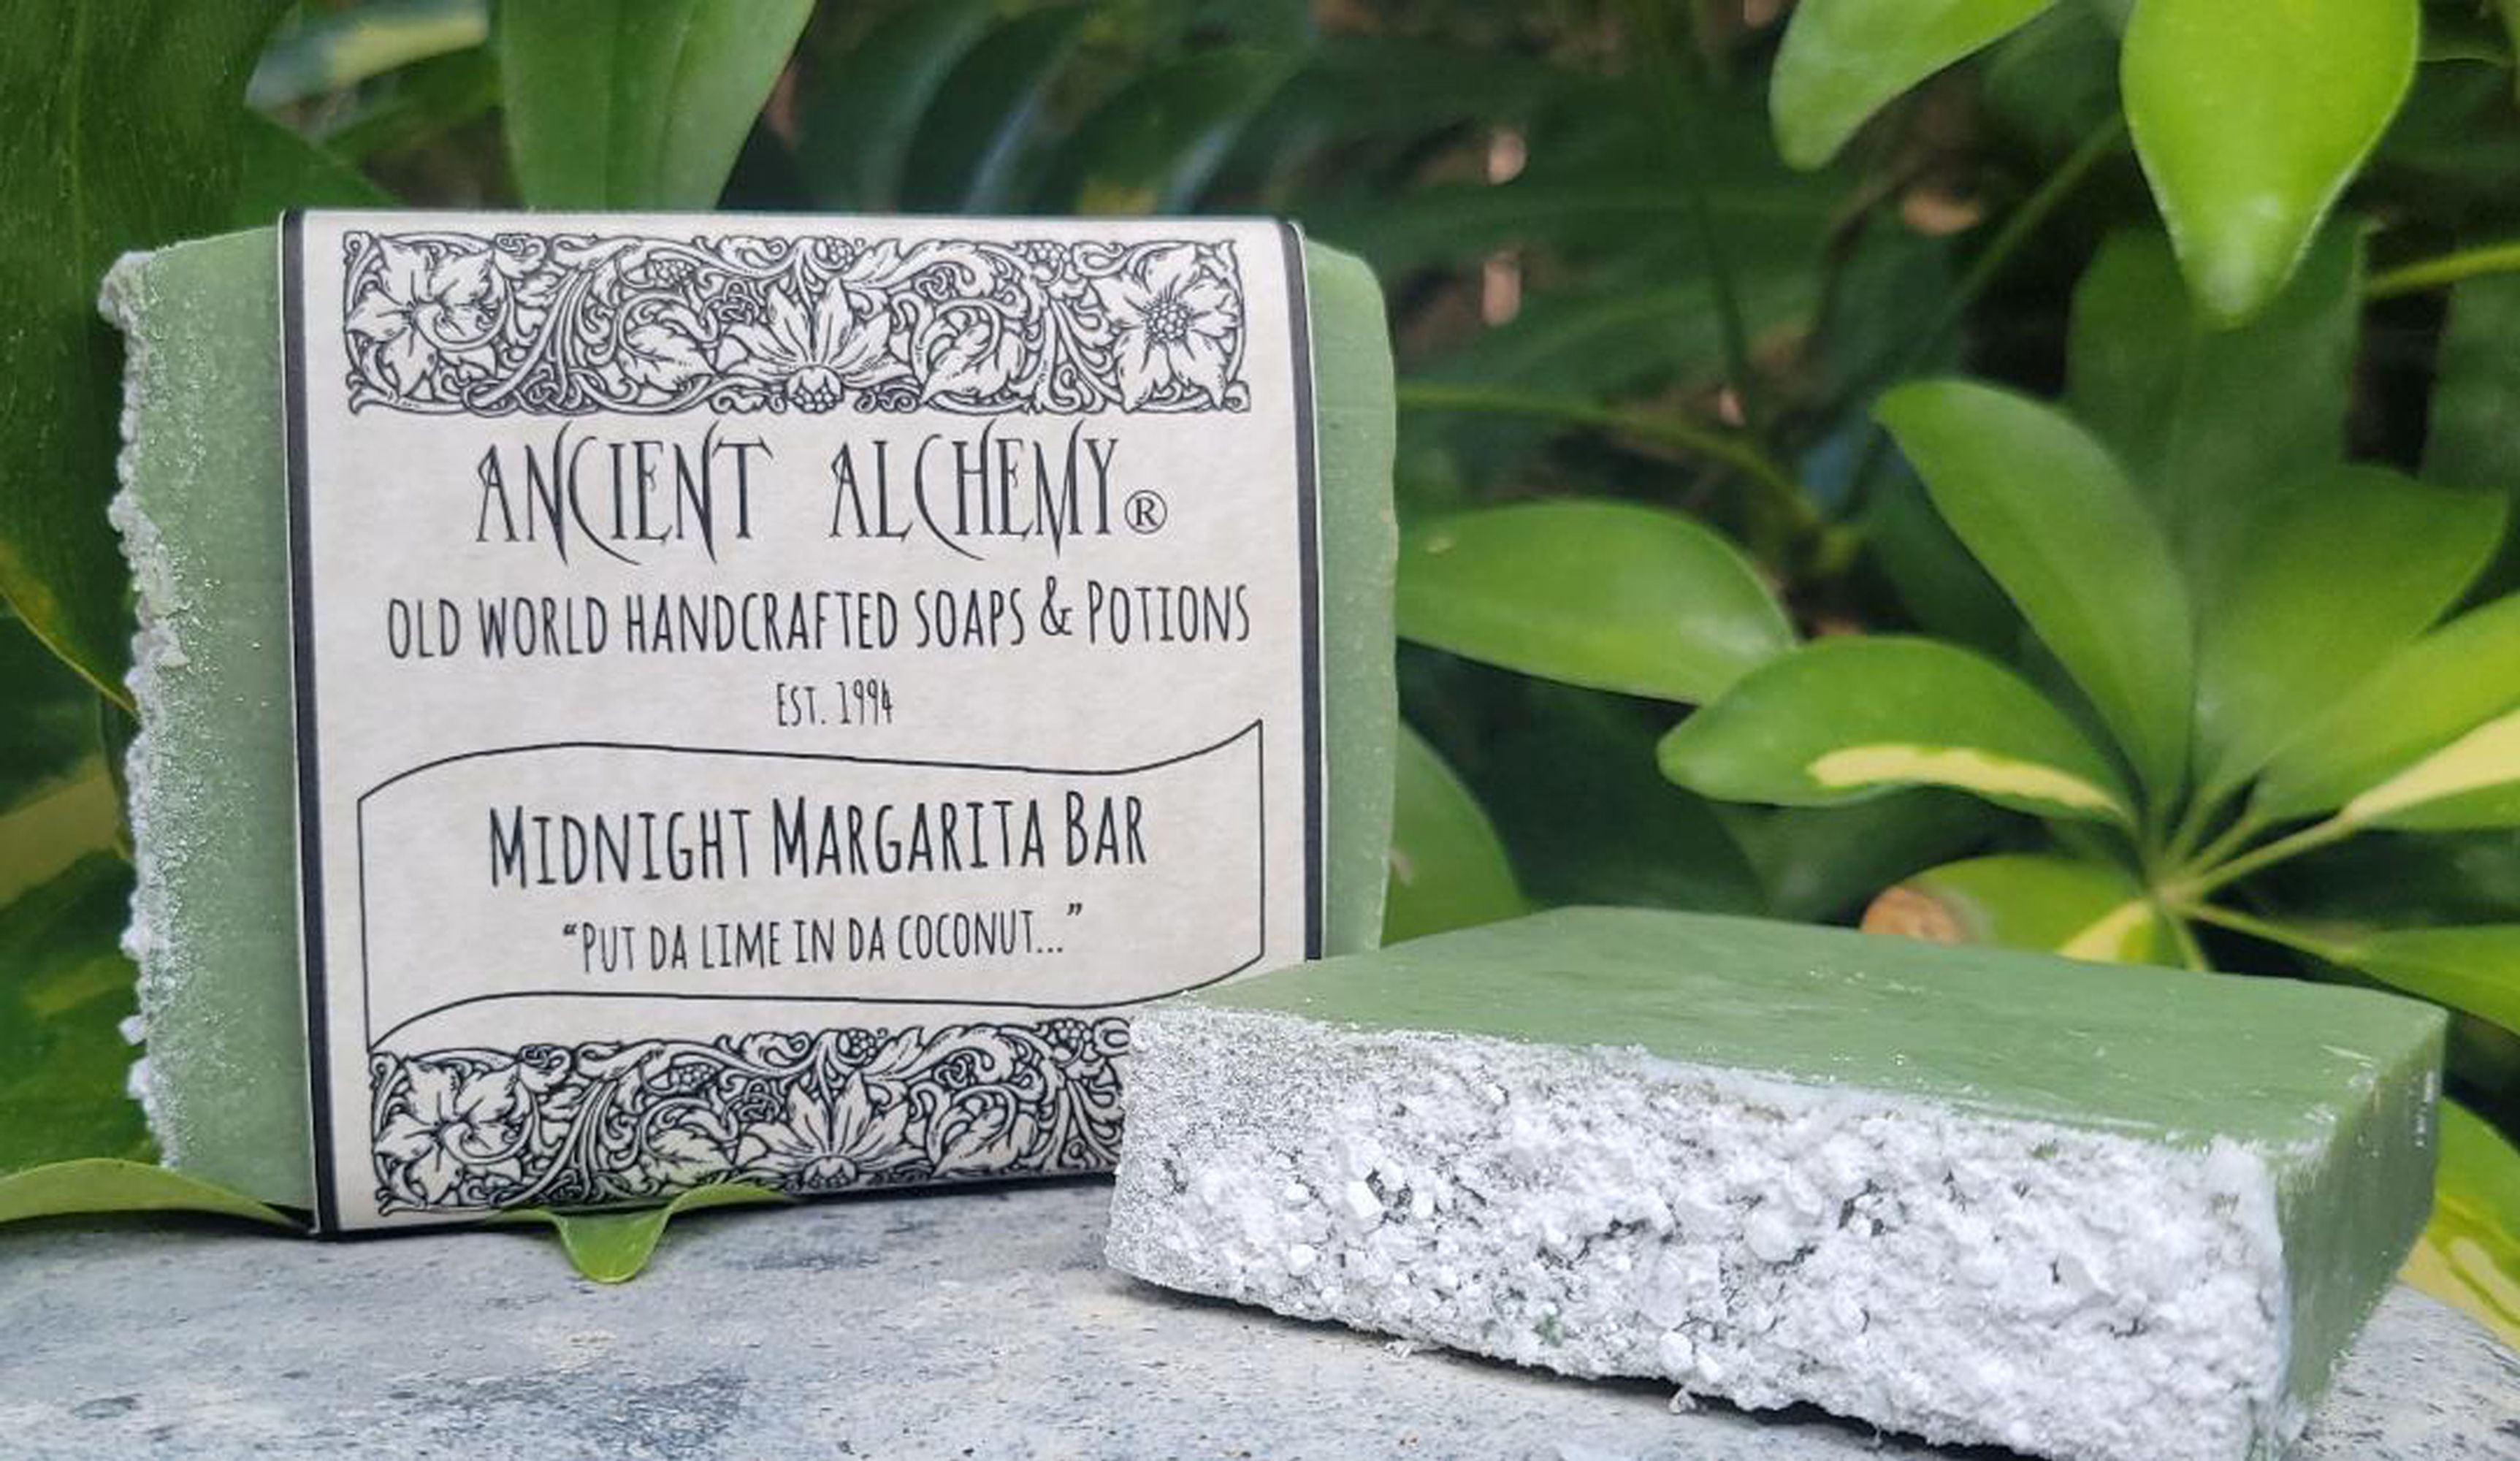 ANCIENT ALCHEMY®
OLD WORLD HANDCRAFTED SOAPS & POTIONS
EST. 1994
MIDNIGHT MARGARITA BAR
“PUT DA LIME IN DA COCONUT...”